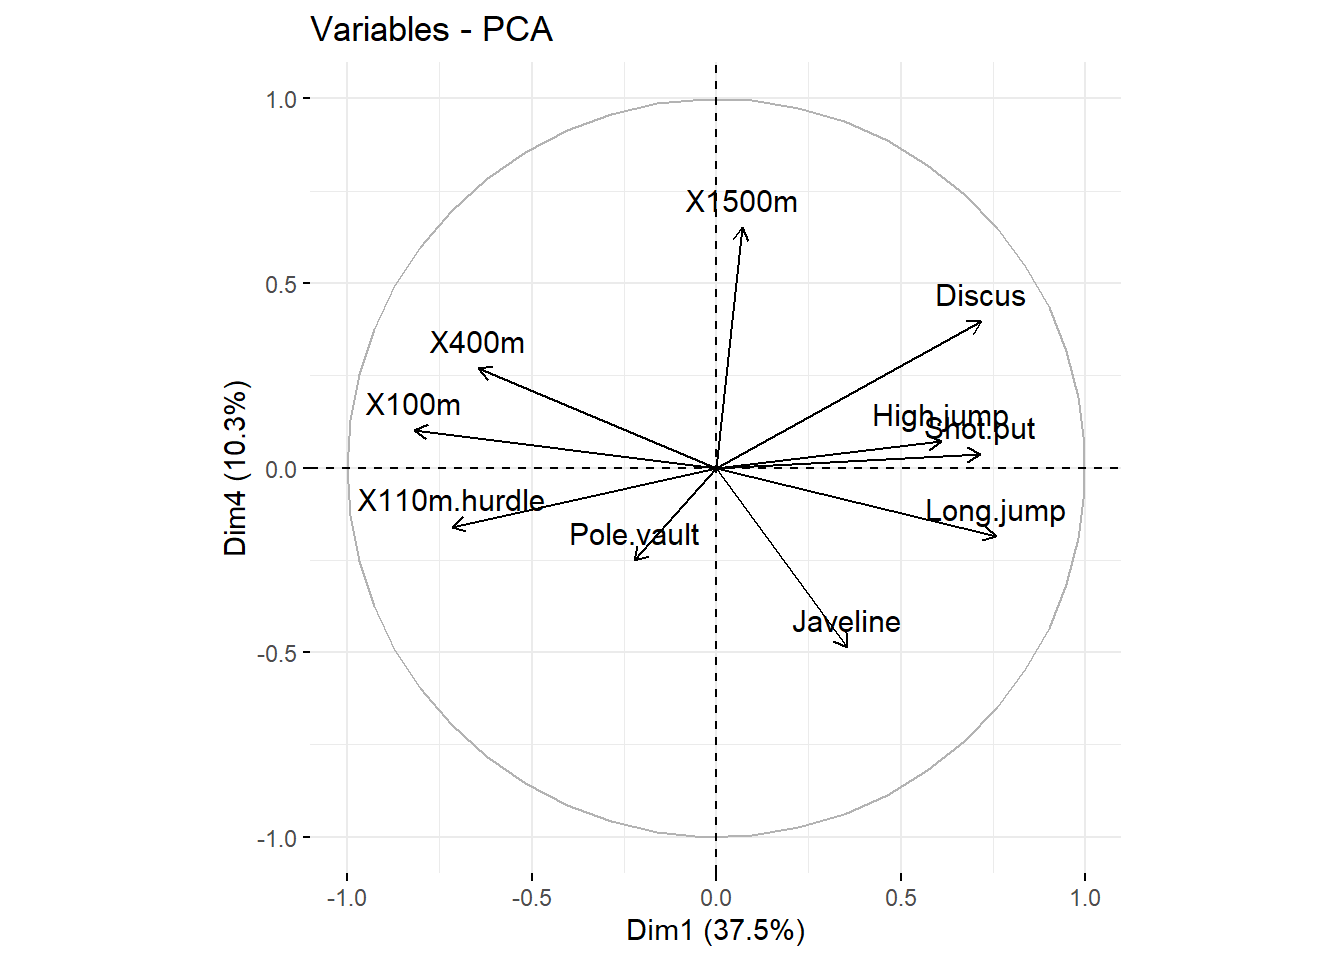 Variables - PCA
1.0
X1500m
0.5
Discus
X400m
X100m
High.jump
Shot.put
0.0
X110m.hurdle
Long.jump
Pole.vault
Javeline
-0.5
-1.0
Dim4 (10.3%)
-1.0 -0.5 0.0 0.5 1.0
Dim1 (37.5%)